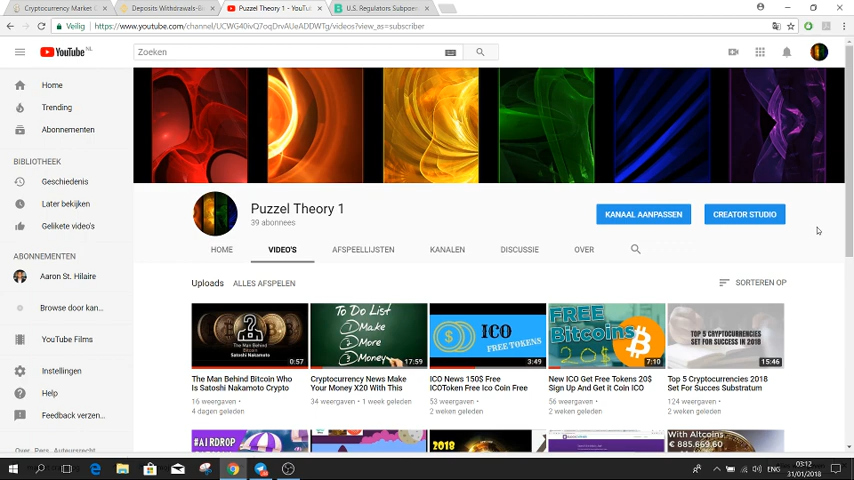 Cryptocurrency Market C
Deposits Withdrawals-Bi
Puzzel Theory 1 - YouTub
U.S. Regulators Subpoen
Veilig
https://www.youtube.com/channel/UCWG40ivQ7oqDrvAUeADDWTg/videos?view_as=subscriber
YouTube NL
Zoeken
Home
Trending
Abonnementen
BIBLIOTHEEK
Geschiedenis
Later bekijken
Gelikete video's
ABONNEMENTEN
Aaron St. Hilaire
Browse door kan...
YouTube Films
Instellingen
Help
Feedback verzen...
Over Pers Auteursrecht
Puzzel Theory 1
39 abonnees
KANAAL AANPASSEN
CREATOR STUDIO
HOME
VIDEO'S
AFSPEELLIJSTEN
KANALEN
DISCUSSIE
OVER
Uploads
ALLES AFSPELEN
SORTEREN OP
The Man Behind Bitcoin
Satoshi Nakamoto
0:57
The Man Behind Bitcoin Who
Is Satoshi Nakamoto Crypto
16 weergaven •
4 dagen geleden
To Do List
1 Make
2 More
3 Money
17:59
Cryptocurrency News Make
Your Money X20 With This
34 weergaven • 1 week geleden
ICO
FREE TOKENS
3:49
ICO News 150$ Free
ICOToken Free Ico Coin Free
53 weergaven •
2 weken geleden
FREE
Bitcoins
20$
7:10
New ICO Get Free Tokens 20$
Sign Up And Get it Coin ICO
56 weergaven •
2 weken geleden
TOP 5 CRYPTOCURRENCIES
SET FOR SUCCESS IN 2018
15:46
Top 5 Cryptocurrencies 2018
Set For Succes Substratum
124 weergaven •
2 weken geleden
#AIRDROP
2018
With Altcoins
€ 885.669,60
ENG
03:12
31/01/2018